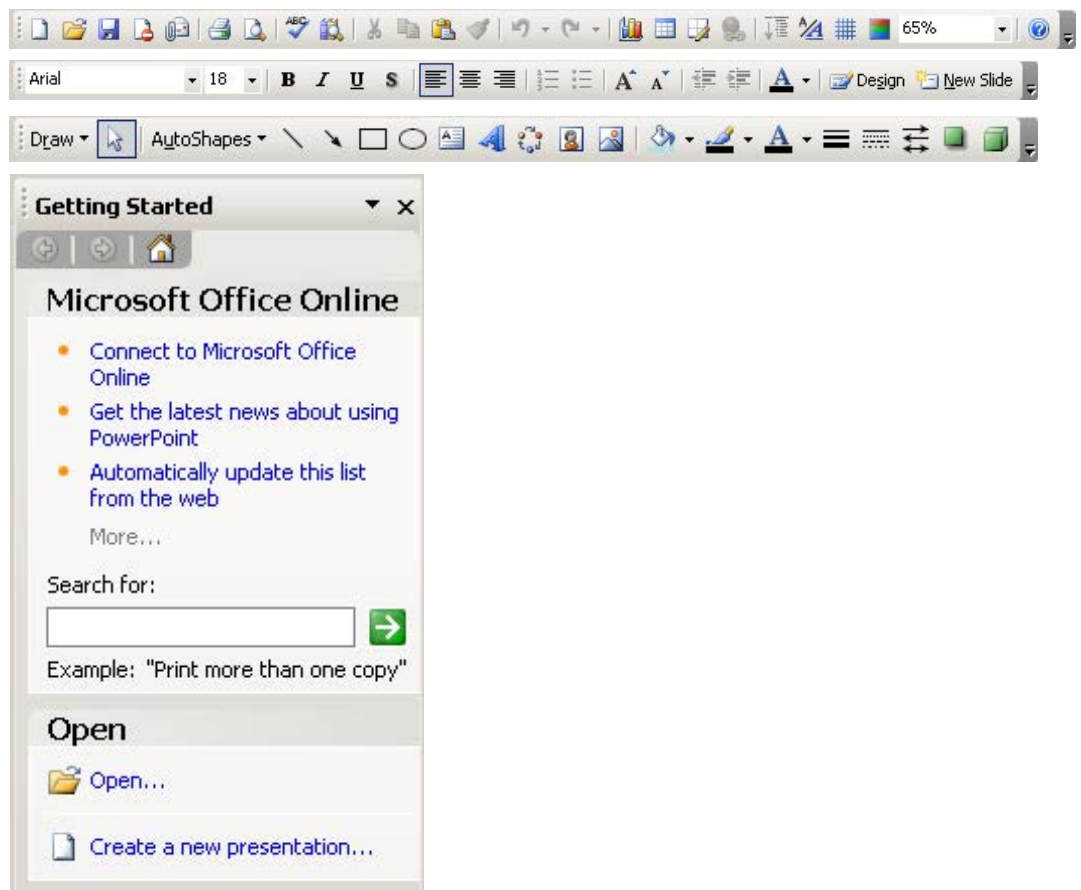 ABC 65%
Arial 18 B I U S A A A Design New Slide
Draw AutoShapes A A A
Getting Started
Microsoft Office Online
Connect to Microsoft Office
Online
Get the latest news about using
PowerPoint
Automatically update this list
from the web
More...
Search for:
Example: "Print more than one copy"
Open
Open...
Create a new presentation...